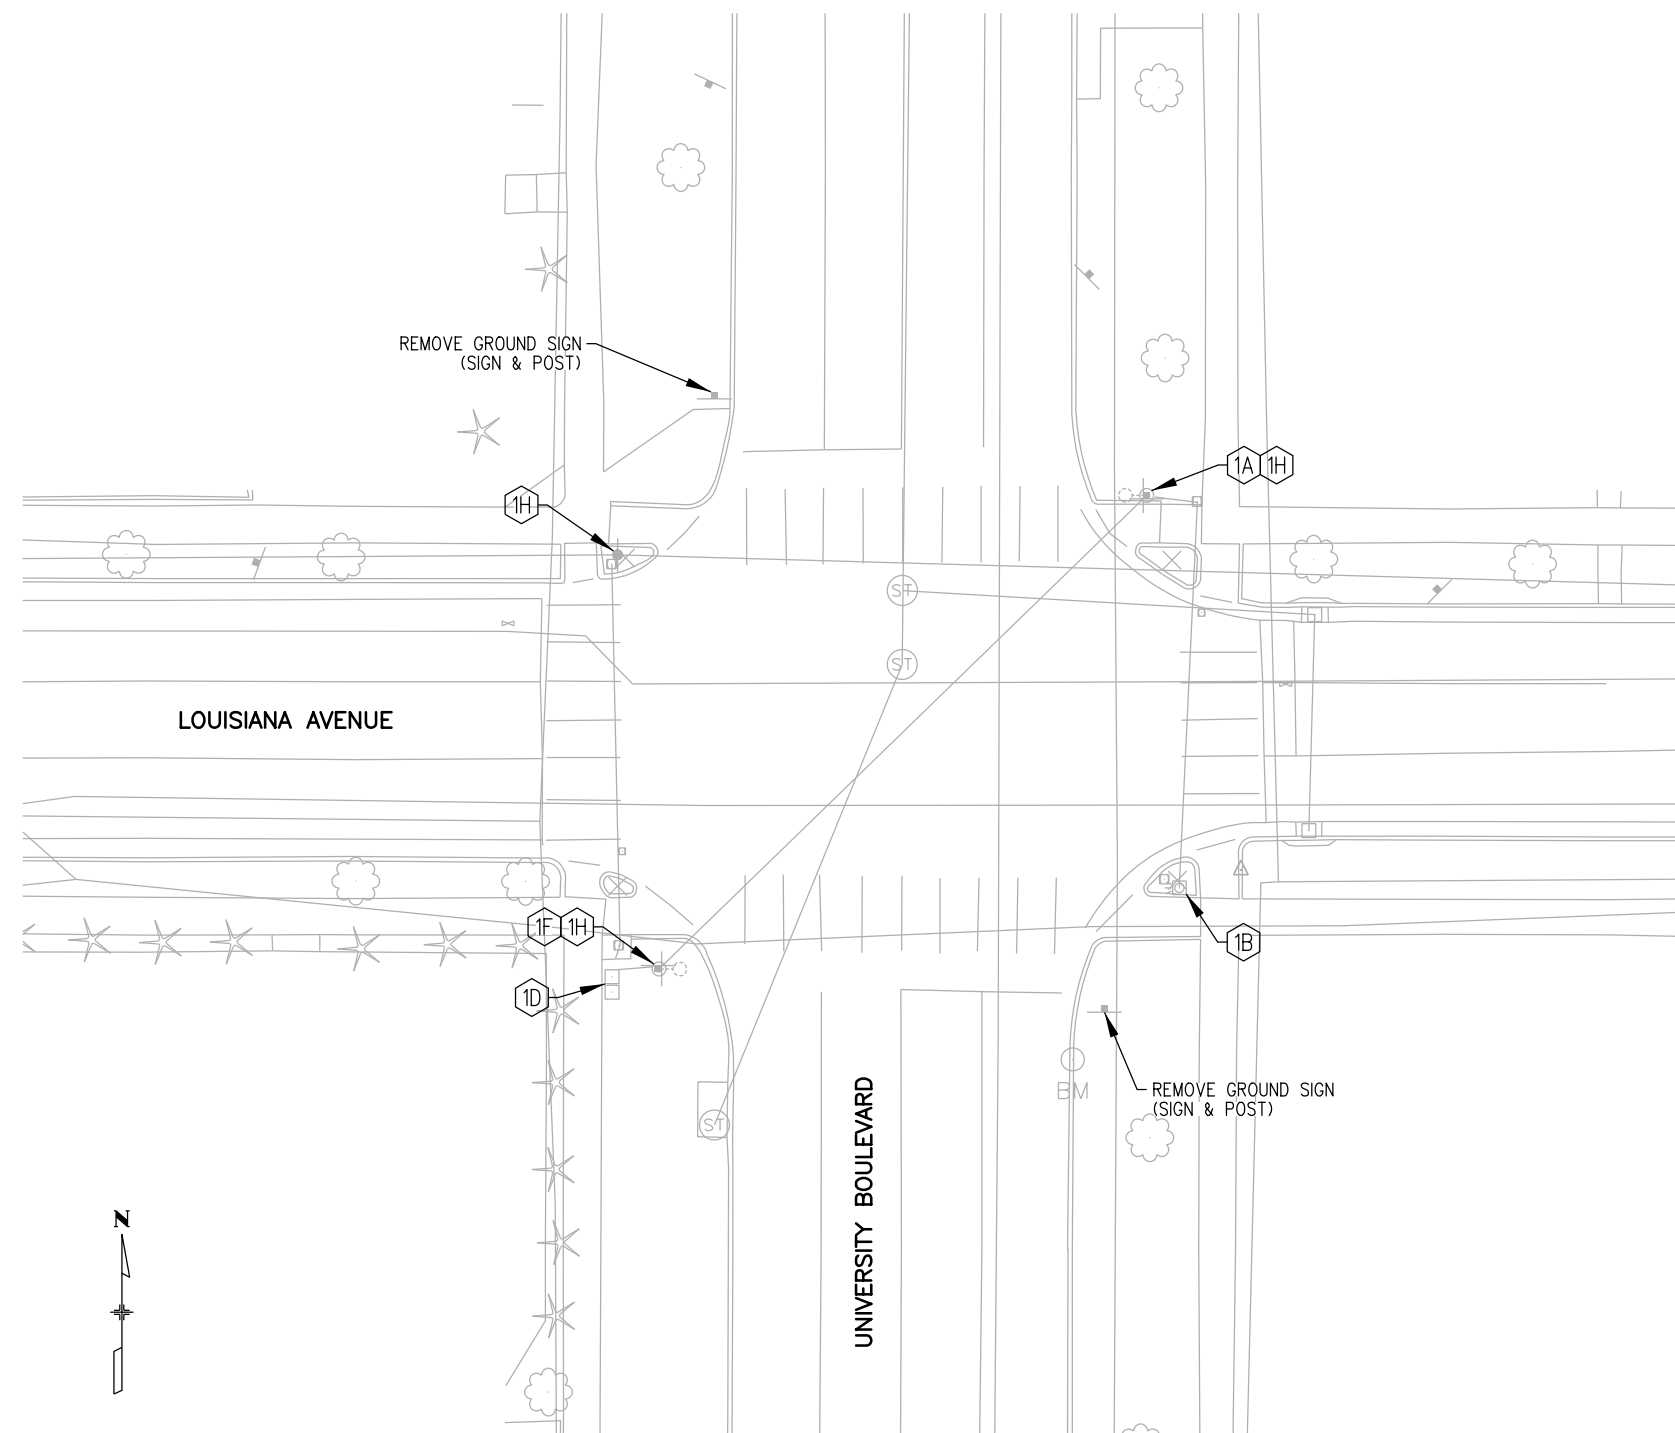 REMOVE GROUND SIGN
(SIGN & POST)
1A 1H
1H
ST
ST
LOUISIANA AVENUE
1F 1H
1B
1D
BM
REMOVE GROUND SIGN
(SIGN & POST)
ST
UNIVERSITY BOULEVARD
N